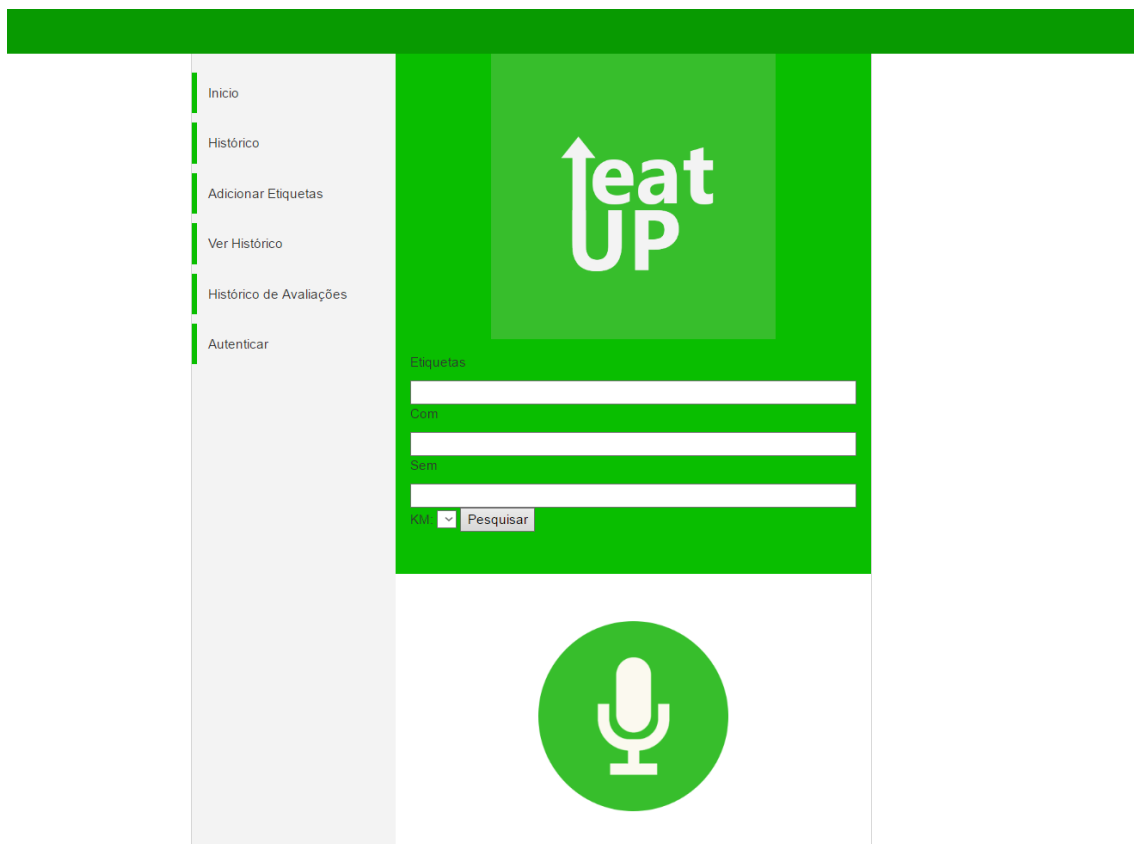 Inicio
Histórico
Adicionar Etiquetas
Ver Histórico
Histórico de Avaliações
Autenticar
eat
UP
Etiquetas
Com
Sem
KM: Pesquisar